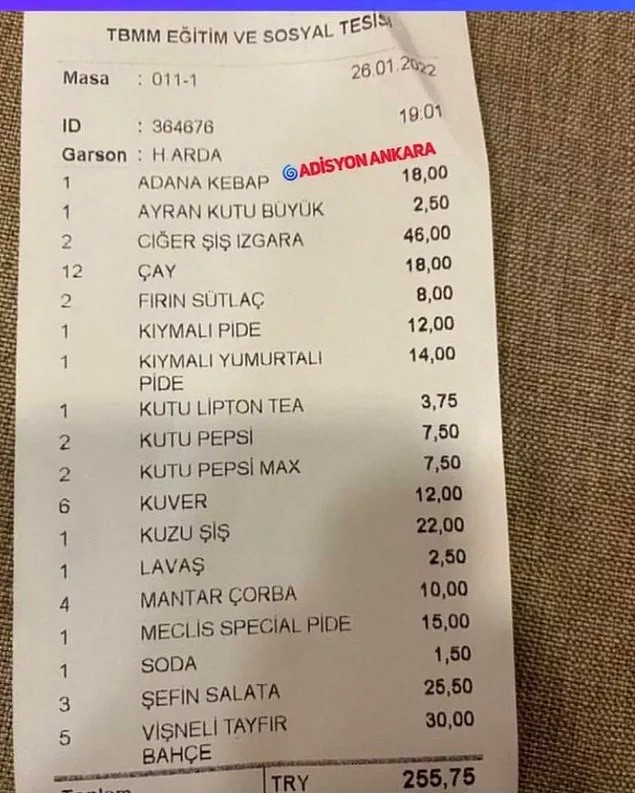 TBMM EĞİTİM VE SOSYAL TESİSİ
Masa : 011-1 26.01.2022
19:01
ID : 364676
Garson : H ARDA
ADİSYON ANKARA
1 ADANA KEBAP 18,00
1 AYRAN KUTU BÜYÜK 2,50
2 CİĞER ŞİŞ IZGARA 46,00
12 ÇAY 18,00
2 FIRIN SÜTLAÇ 8,00
1 KIYMALI PİDE 12,00
1 KIYMALI YUMURTALI 14,00
PİDE
1 KUTU LİPTON TEA 3,75
2 KUTU PEPSİ 7,50
2 KUTU PEPSİ MAX 7,50
6 KUVER 12,00
1 KUZU ŞİŞ 22,00
1 LAVAŞ 2,50
4 MANTAR ÇORBA 10,00
1 MECLİS SPECIAL PİDE 15,00
1 SODA 1,50
3 ŞEFİN SALATA 25,50
5 VİŞNELİ TAYFIR 30,00
BAHÇE
Toplam TRY 255,75